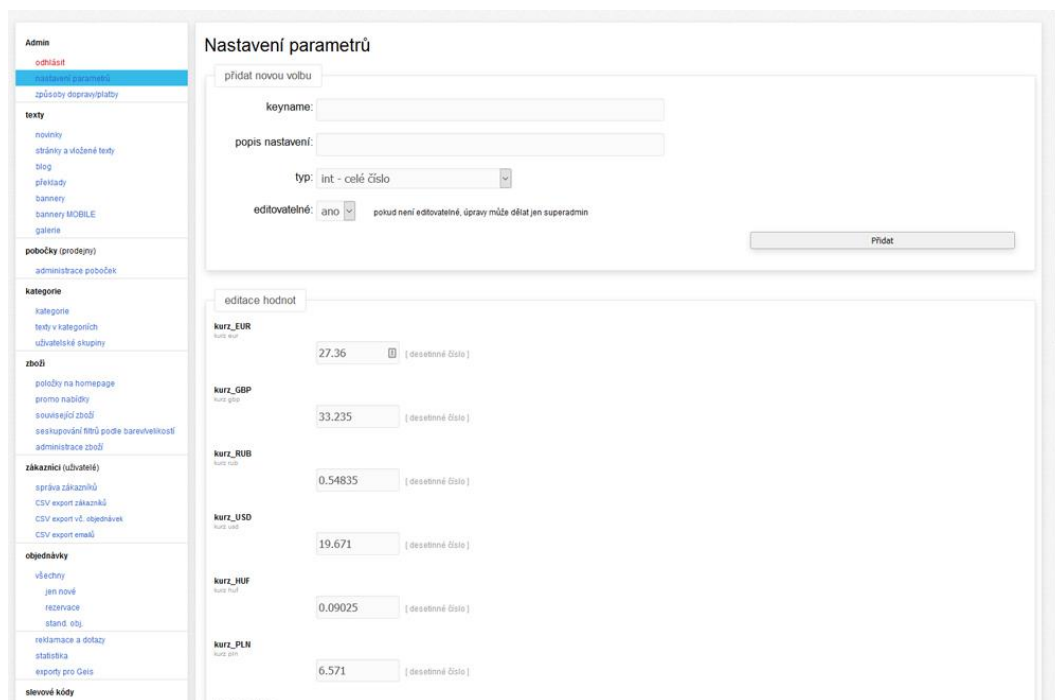 Admin
odhlásit
nastavení parametrů
způsoby dopravy/platby
texty
novinky
stránky a vložené texty
blog
překlady
bannery
bannery MOBILE
galerie
pobočky (prodejny)
administrace poboček
kategorie
kategorie
texty v kategoriích
uživatelské skupiny
zboží
položky na homepage
promo nabídky
související zboží
seskupování filtrů podle barev/velikostí
administrace zboží
zákazníci (uživatelé)
správa zákazníků
CSV export zákazníků
CSV export vč. objednávek
CSV export emailů
objednávky
všechny
jen nové
rezervace
stand. obj.
reklamace a dotazy
statistika
exporty pro Geis
slevové kódy
Nastavení parametrů
přidat novou volbu
keyname:
popis nastavení:
typ: int - celé číslo
editovatelné: ano pokud není editovatelné, úpravy může dělat jen superadmin
Přidat
editace hodnot
kurz_EUR
kurz eur
27.36 [ desetinné číslo ]
kurz_GBP
kurz gbp
33.235 [ desetinné číslo ]
kurz_RUB
kurz rub
0.54835 [ desetinné číslo ]
kurz_USD
kurz usd
19.671 [ desetinné číslo ]
kurz_HUF
kurz huf
0.09025 [ desetinné číslo ]
kurz_PLN
kurz pln
6.571 [ desetinné číslo ]